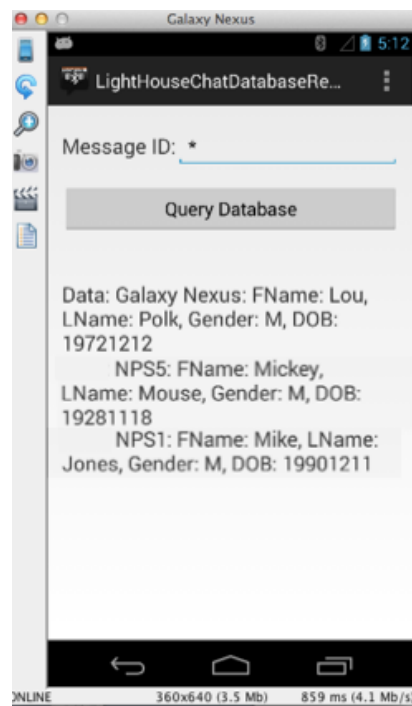 Galaxy Nexus
5:12
LightHouseChatDatabaseRe...
Message ID: *
Query Database
Data: Galaxy Nexus: FName: Lou,
LName: Polk, Gender: M, DOB:
19721212
NPS5: FName: Mickey,
LName: Mouse, Gender: M, DOB:
19281118
NPS1: FName: Mike, LName:
Jones, Gender: M, DOB: 19901211
ONLINE 360x640 (3.5 Mb) 859 ms (4.1 Mb/s